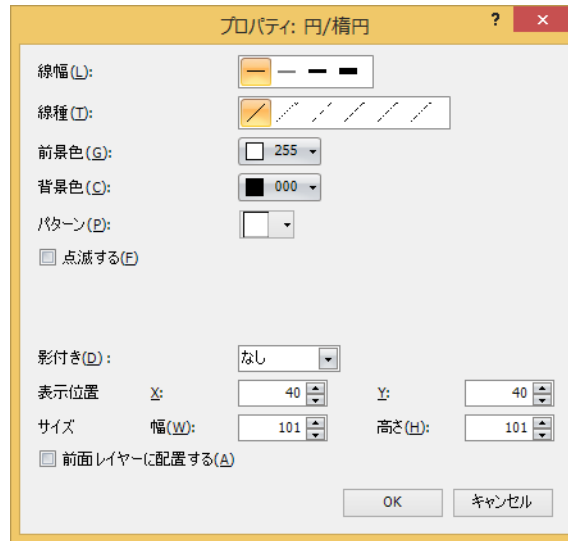 プロパティ: 円/楕円 ? ×
線幅(L):
線種(T):
前景色(G): 255
背景色(C): 000
パターン(P):
点滅する(F)
影付き(D): なし
表示位置 X: 40 Y: 40
サイズ 幅(W): 101 高さ(H): 101
前面レイヤーに配置する(A)
OK キャンセル